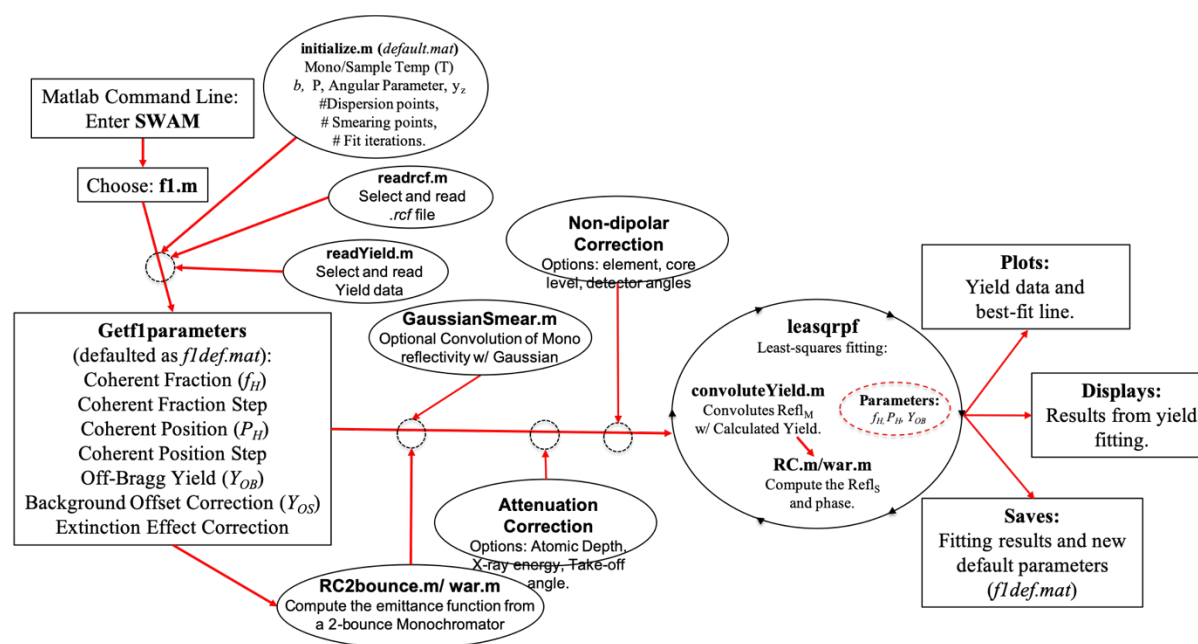 Matlab Command Line:
Enter SWAM
Choose: f1.m
initialize.m (default.mat)
Mono/Sample Temp (T)
b, P, Angular Parameter, yz
#Dispersion points,
# Smearing points,
# Fit iterations.
readrcf.m
Select and read
.rcf file
readYield.m
Select and read
Yield data
Getf1parameters
(defaulted as f1def.mat):
Coherent Fraction (fH)
Coherent Fraction Step
Coherent Position (PH)
Coherent Position Step
Off-Bragg Yield (YOB)
Background Offset Correction (YOS)
Extinction Effect Correction
GaussianSmear.m
Optional Convolution of Mono
reflectivity w/ Gaussian
Non-dipolar
Correction
Options: element, core
level, detector angles
Attenuation
Correction
Options: Atomic Depth,
X-ray energy, Take-off
angle.
RC2bounce.m/ war.m
Compute the emittance function from
a 2-bounce Monochromator
leasqrpf
Least-squares fitting:
convoluteYield.m
Convolutes ReflM
w/ Calculated Yield.
Parameters:
fH, PH, YOB
RC.m/war.m
Compute the ReflS
and phase.
Plots:
Yield data and
best-fit line.
Displays:
Results from yield
fitting.
Saves:
Fitting results and new
default parameters
(f1def.mat)